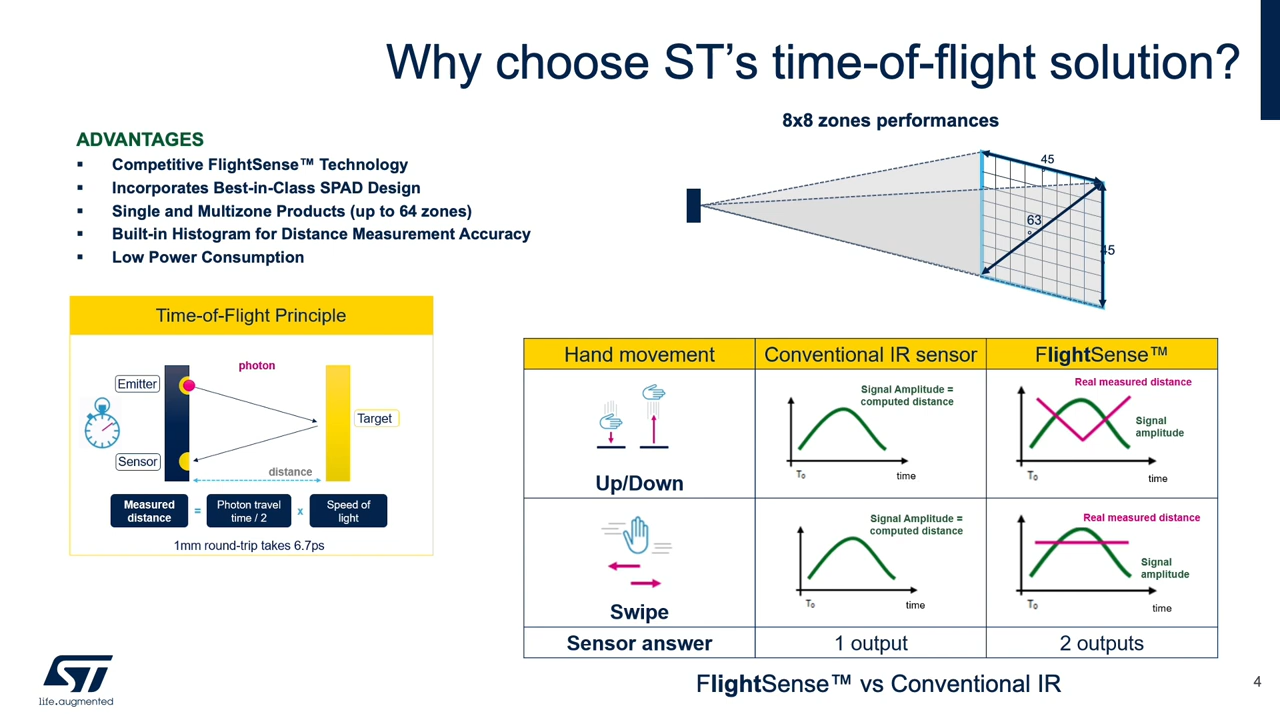 Why choose ST's time-of-flight solution?
ADVANTAGES
▪ Competitive FlightSense™ Technology
▪ Incorporates Best-in-Class SPAD Design
▪ Single and Multizone Products (up to 64 zones)
▪ Built-in Histogram for Distance Measurement Accuracy
▪ Low Power Consumption
8x8 zones performances
45
°
63
°
45
Time-of-Flight Principle
photon
Emitter
Target
Sensor
distance
Measured
distance
=
Photon travel
time / 2
x
Speed of
light
1mm round-trip takes 6.7ps
Hand movement
Conventional IR sensor
FlightSense™
Up/Down
Signal Amplitude =
computed distance
T₀
time
Real measured distance
Signal
amplitude
T₀
time
Swipe
Signal Amplitude =
computed distance
T₀
time
Real measured distance
Signal
amplitude
T₀
time
Sensor answer
1 output
2 outputs
FlightSense™ vs Conventional IR
ST
life.augmented
4